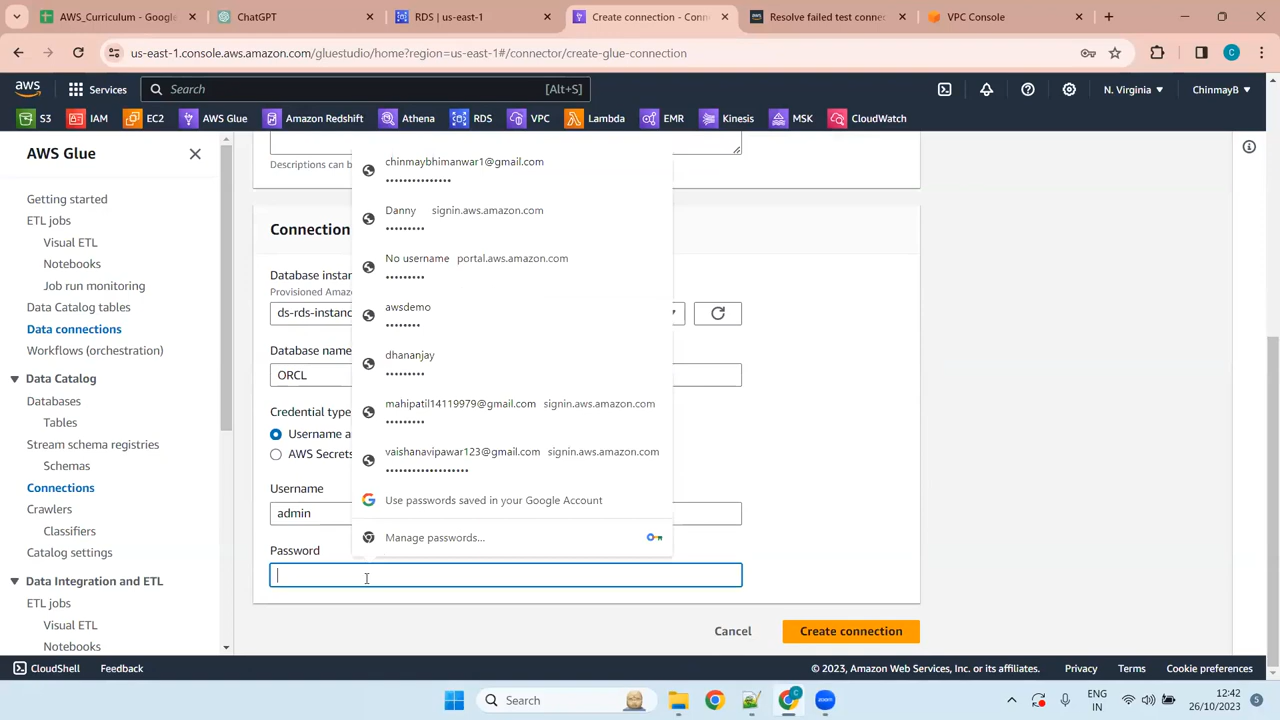 AWS_Curriculum - Google
ChatGPT
RDS | us-east-1
Create connection - Conn
Resolve failed test connec
VPC Console
us-east-1.console.aws.amazon.com/gluestudio/home?region=us-east-1#/connector/create-glue-connection
aws
Services
Search
[Alt+S]
N. Virginia
ChinmayB
S3
IAM
EC2
AWS Glue
Amazon Redshift
Athena
RDS
VPC
Lambda
EMR
Kinesis
MSK
CloudWatch
AWS Glue
Getting started
ETL jobs
Visual ETL
Notebooks
Job run monitoring
Data Catalog tables
Data connections
Workflows (orchestration)
Data Catalog
Databases
Tables
Stream schema registries
Schemas
Connections
Crawlers
Classifiers
Catalog settings
Data Integration and ETL
ETL jobs
Visual ETL
Notebooks
Descriptions can b
Connection
Database instan
Provisioned Amazo
ds-rds-instanc
Database name
ORCL
Credential type
Username a
AWS Secrets
Username
admin
Password
chinmaybhimanwar1@gmail.com
•••••••••••••••
Danny signin.aws.amazon.com
•••••••••
No username portal.aws.amazon.com
•••••••••
awsdemo
••••••••
dhananjay
•••••••••
mahipatil14119979@gmail.com signin.aws.amazon.com
•••••••••
vaishanavipawar123@gmail.com signin.aws.amazon.com
•••••••••••••••••••
Use passwords saved in your Google Account
Manage passwords...
Cancel
Create connection
CloudShell
Feedback
© 2023, Amazon Web Services, Inc. or its affiliates.
Privacy
Terms
Cookie preferences
Search
ENG
IN
12:42
26/10/2023
5